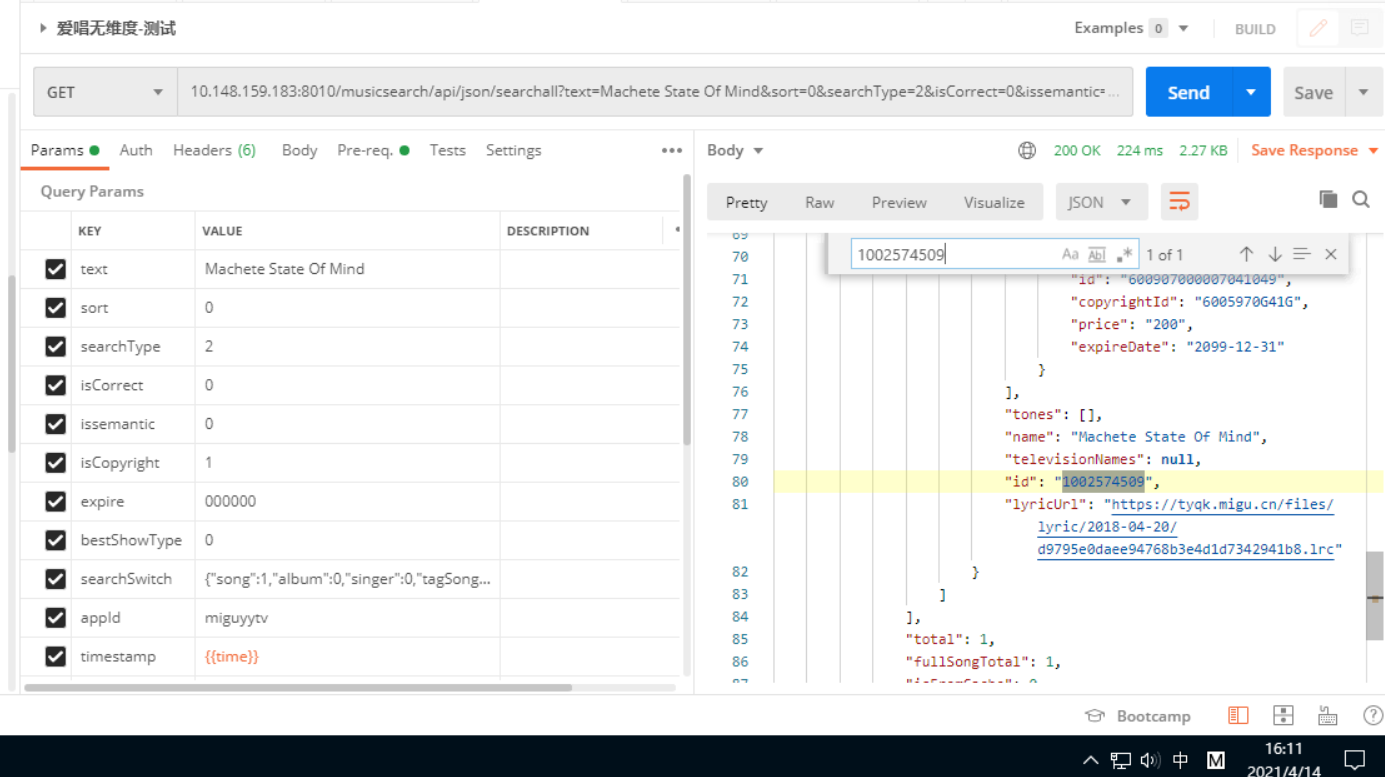 爱唱无维度-测试
Examples 0
BUILD
GET
10.148.159.183:8010/musicsearch/api/json/searchall?text=Machete State Of Mind&sort=0&searchType=2&isCorrect=0&issemantic= ...
Send
Save
Params
Auth
Headers (6)
Body
Pre-req.
Tests
Settings
Query Params
KEY VALUE DESCRIPTION
text Machete State Of Mind
sort 0
searchType 2
isCorrect 0
issemantic 0
isCopyright 1
expire 000000
bestShowType 0
searchSwitch {"song":1,"album":0,"singer":0,"tagSong...
appId miguyytv
timestamp {{time}}
Body
200 OK 224 ms 2.27 KB
Save Response
Pretty Raw Preview Visualize JSON
1002574509
Aa Abl .* 1 of 1
69
70
71 "id": "600907000007041049",
72 "copyrightId": "6005970G41G",
73 "price": "200",
74 "expireDate": "2099-12-31"
75 }
76 ],
77 "tones": [],
78 "name": "Machete State Of Mind",
79 "televisionNames": null,
80 "id": "1002574509",
81 "lyricUrl": "https://tyqk.migu.cn/files/
lyric/2018-04-20/
d9795e0daee94768b3e4d1d7342941b8.lrc"
82 }
83 ]
84 ],
85 "total": 1,
86 "fullSongTotal": 1,
87 "isFromCache": 0
Bootcamp
中
M
16:11
2021/4/14